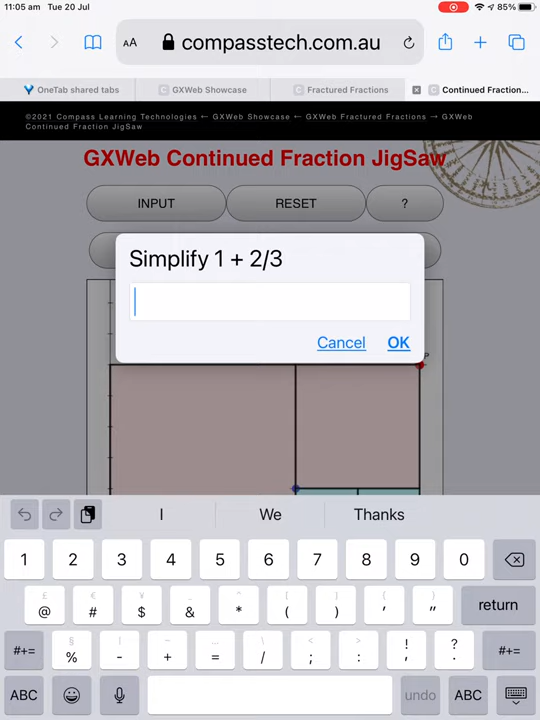 11:05 am Tue 20 Jul 85%
AA compasstech.com.au
OneTab shared tabs GXWeb Showcase Fractured Fractions Continued Fraction...
©2021 Compass Learning Technologies ← GXWeb Showcase ← GXWeb Fractured Fractions → GXWeb
Continued Fraction JigSaw
GXWeb Continued Fraction JigSaw
INPUT RESET ?
Simplify 1 + 2/3
Cancel OK
P
I We Thanks
1 2 3 4 5 6 7 8 9 0
£ € ¥ _ ^ [ ] { }
@ # $ & * ( ) ' "
return
§ | ~ … \ < > ! ?
#+= % - + = / ; : , . #+=
ABC undo ABC